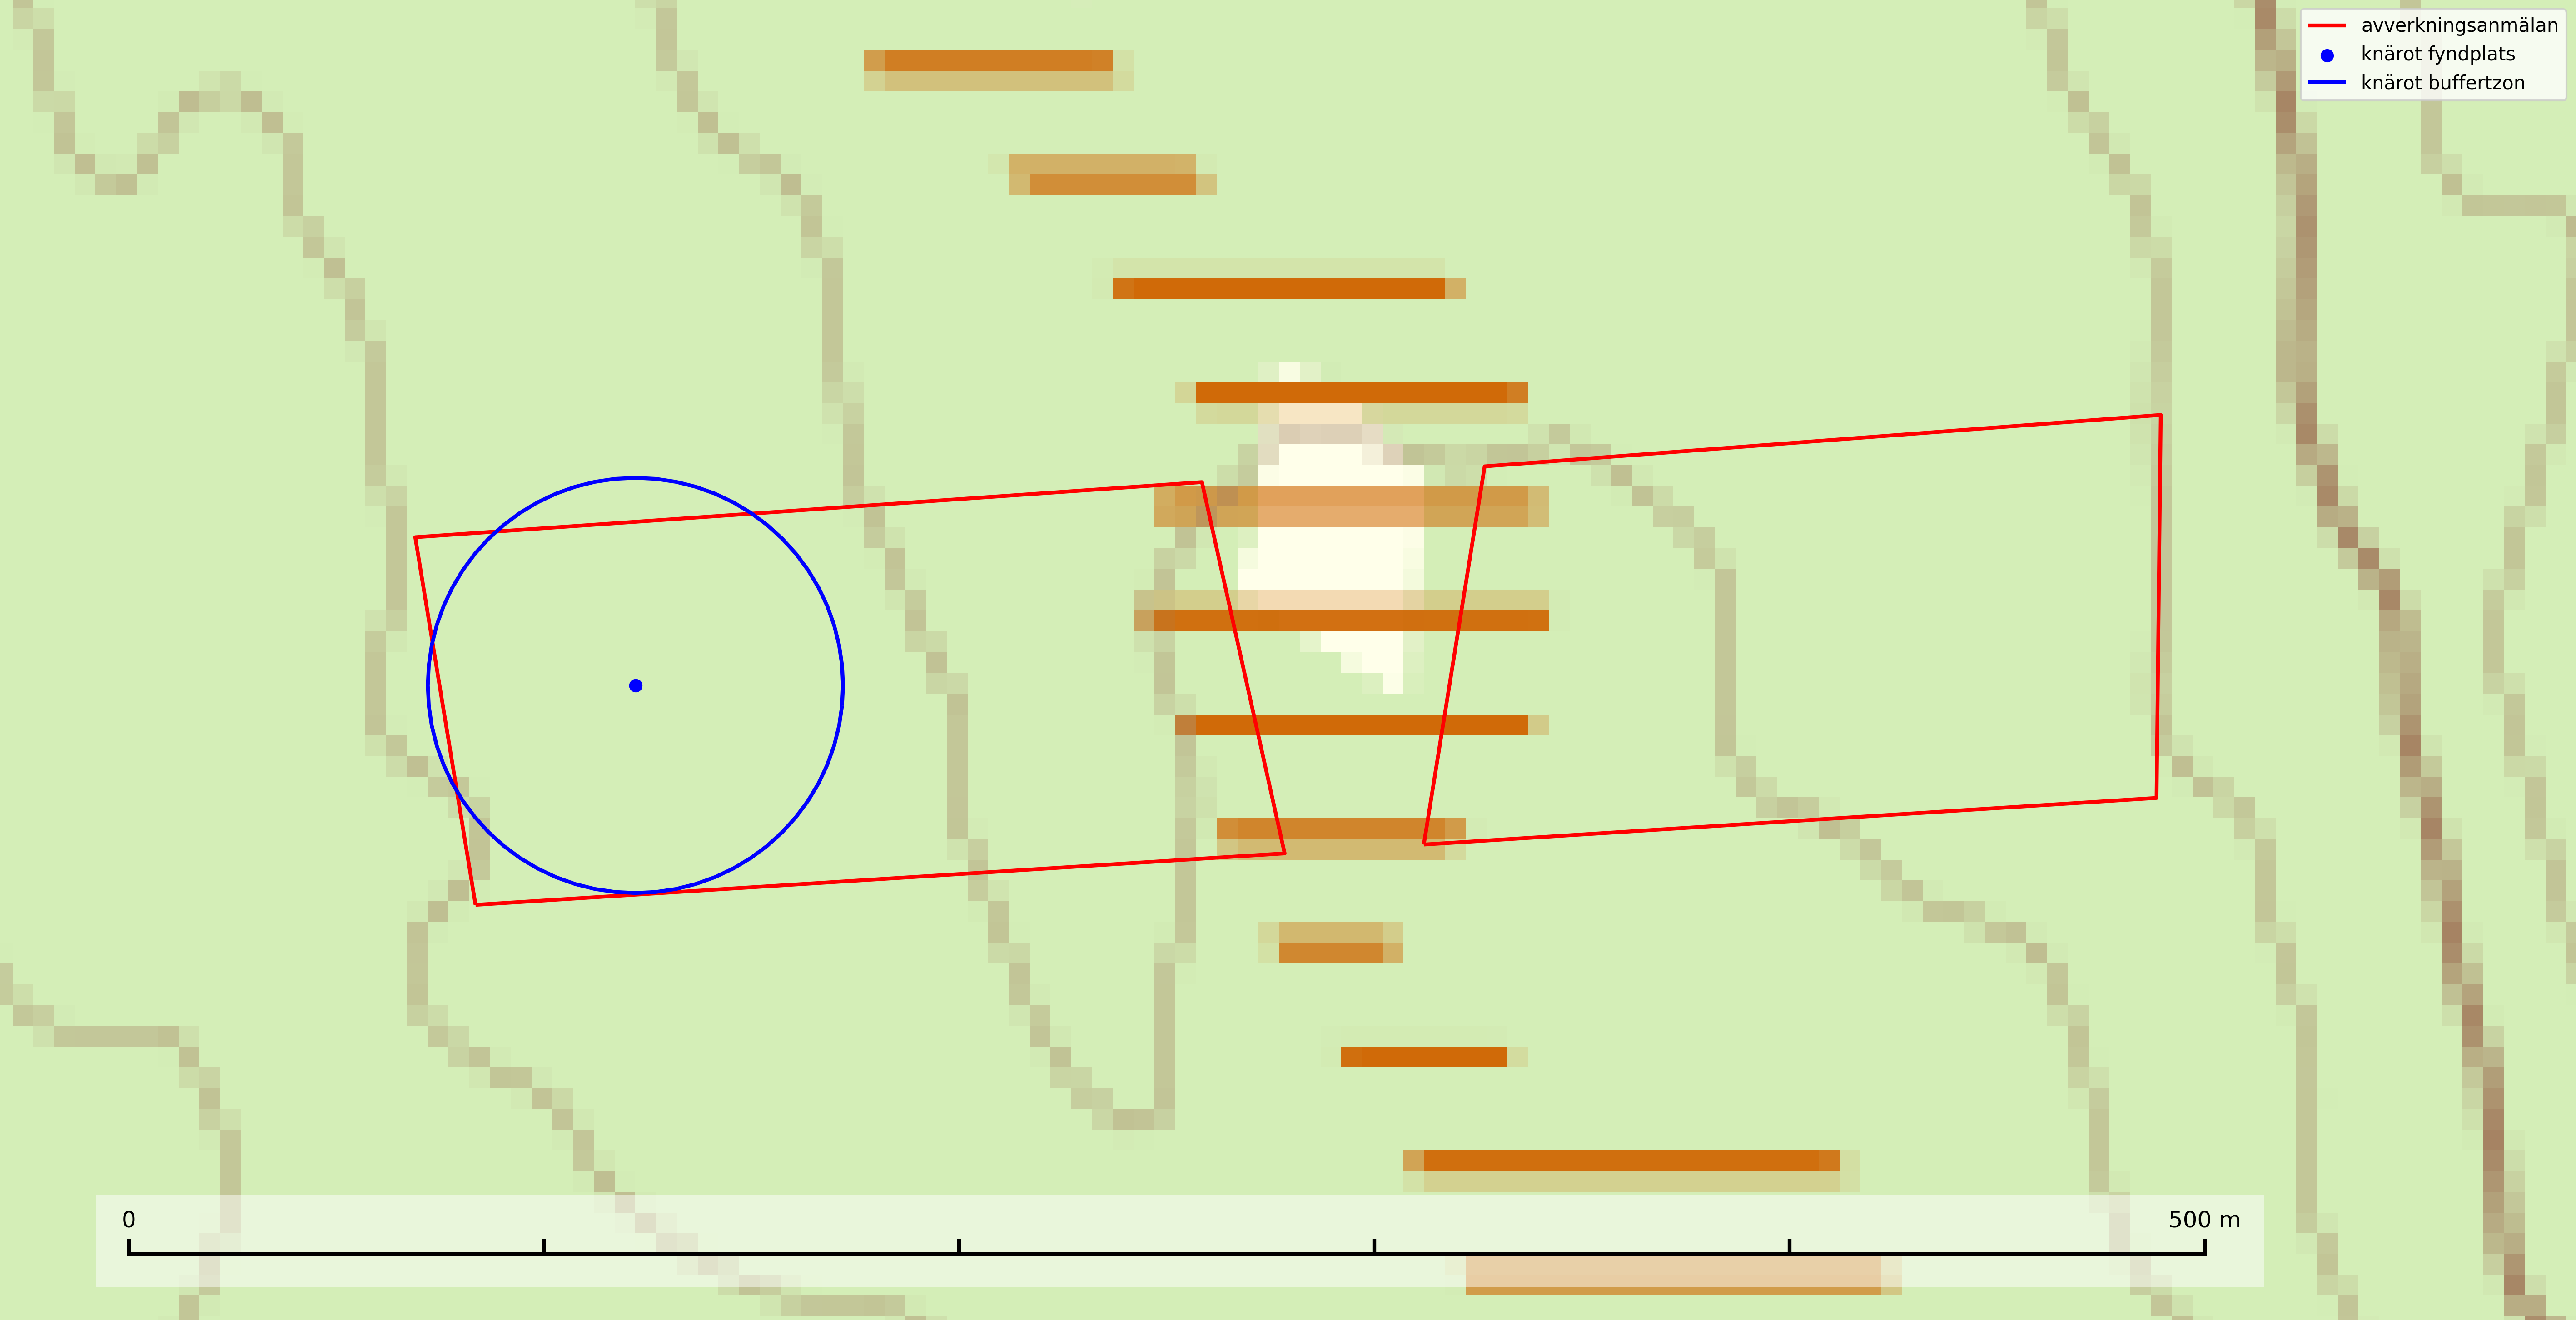 avverkningsanmälan
knärot fyndplats
knärot buffertzon
0
500 m